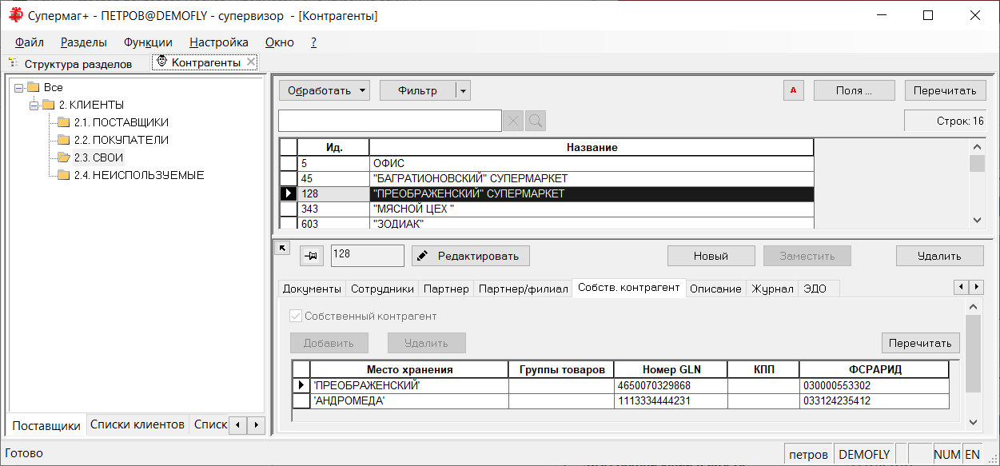 Супермаг+ - ПЕТРОВ@DEMOFLY - супервизор - [Контрагенты]
Файл Разделы Функции Настройка Окно ?
Структура разделов Контрагенты
Все
2. КЛИЕНТЫ
2.1. ПОСТАВЩИКИ
2.2. ПОКУПАТЕЛИ
2.3. СВОИ
2.4. НЕИСПОЛЬЗУЕМЫЕ
Поставщики Списки клиентов Списк
Обработать Фильтр А Поля ... Перечитать
Строк: 16
Ид. Название
5 ОФИС
45 "БАГРАТИОНОВСКИЙ" СУПЕРМАРКЕТ
128 "ПРЕОБРАЖЕНСКИЙ" СУПЕРМАРКЕТ
343 "МЯСНОЙ ЦЕХ "
603 "ЗОДИАК"
128 Редактировать Новый Заместить Удалить
Документы Сотрудники Партнер Партнер/филиал Собств. контрагент Описание Журнал ЭДО
Собственный контрагент
Добавить Удалить Перечитать
Место хранения Группы товаров Номер GLN КПП ФСРАРИД
'ПРЕОБРАЖЕНСКИЙ' 4650070329868 030000553302
'АНДРОМЕДА' 1113334444231 033124235412
Готово петров DEMOFLY NUM EN